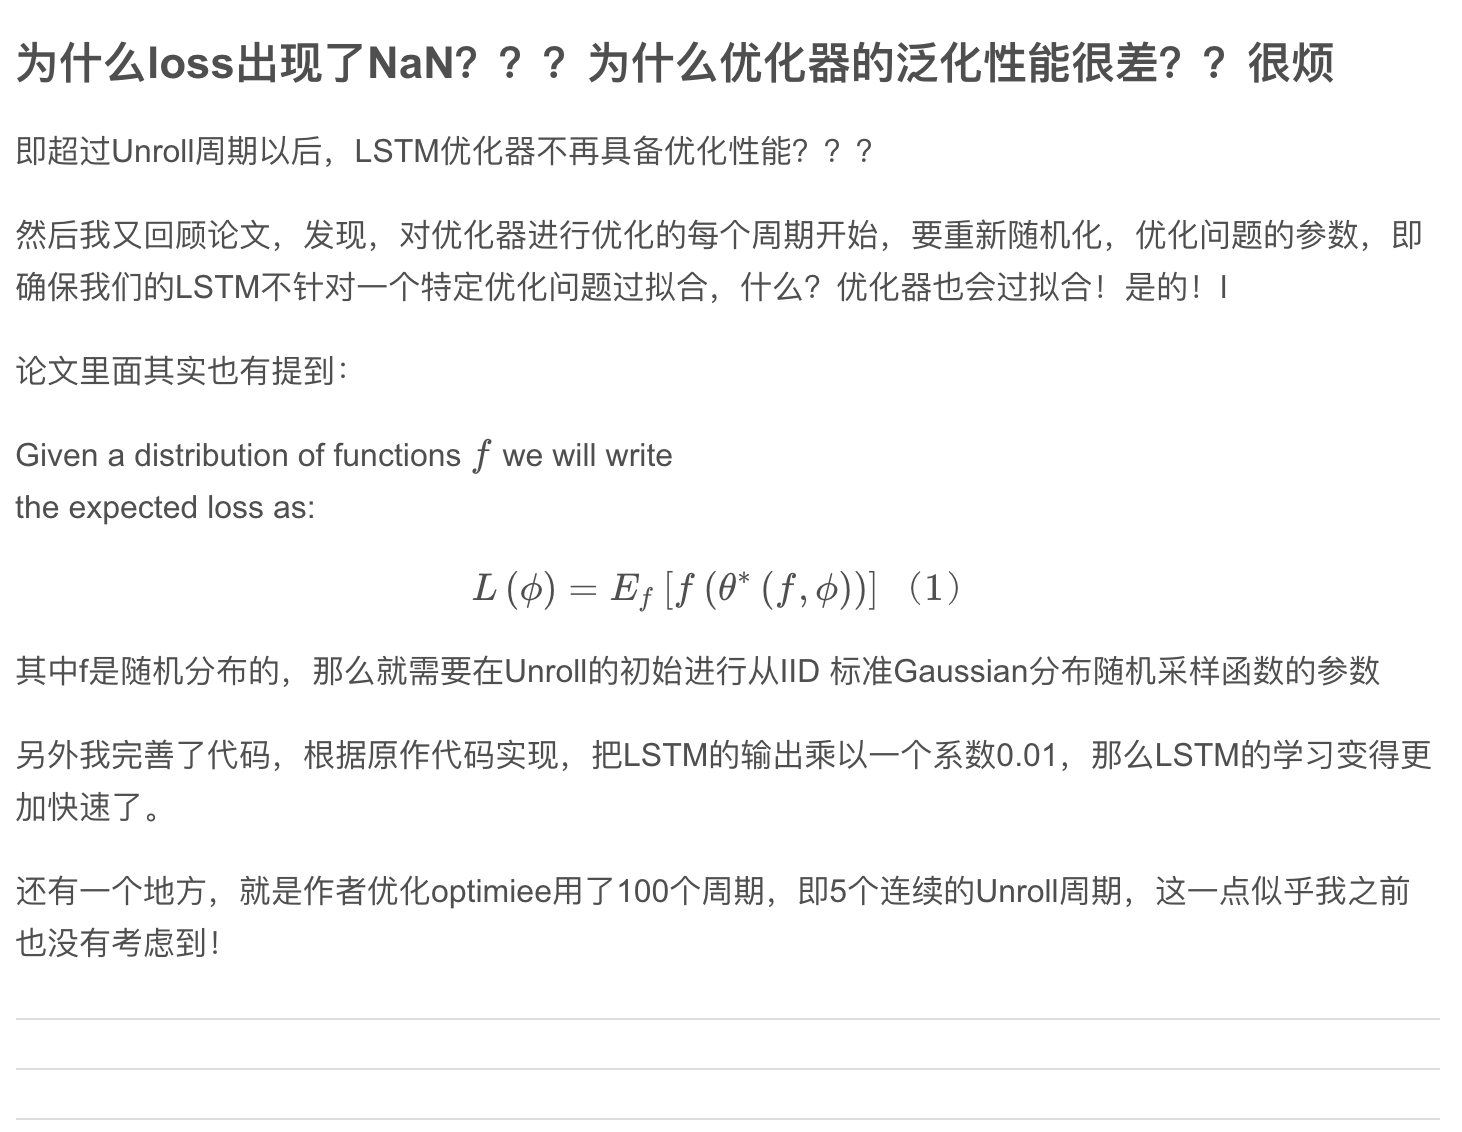 为什么loss出现了NaN？？？为什么优化器的泛化性能很差？？很烦
即超过Unroll周期以后，LSTM优化器不再具备优化性能？？？
然后我又回顾论文，发现，对优化器进行优化的每个周期开始，要重新随机化，优化问题的参数，即
确保我们的LSTM不针对一个特定优化问题过拟合，什么？优化器也会过拟合！是的！l
论文里面其实也有提到：
Given a distribution of functions f we will write
the expected loss as:
L (ϕ) = E_f [f (θ* (f, ϕ))] （1）
其中f是随机分布的，那么就需要在Unroll的初始进行从IID 标准Gaussian分布随机采样函数的参数
另外我完善了代码，根据原作代码实现，把LSTM的输出乘以一个系数0.01，那么LSTM的学习变得更
加快速了。
还有一个地方，就是作者优化optimiee用了100个周期，即5个连续的Unroll周期，这一点似乎我之前
也没有考虑到！